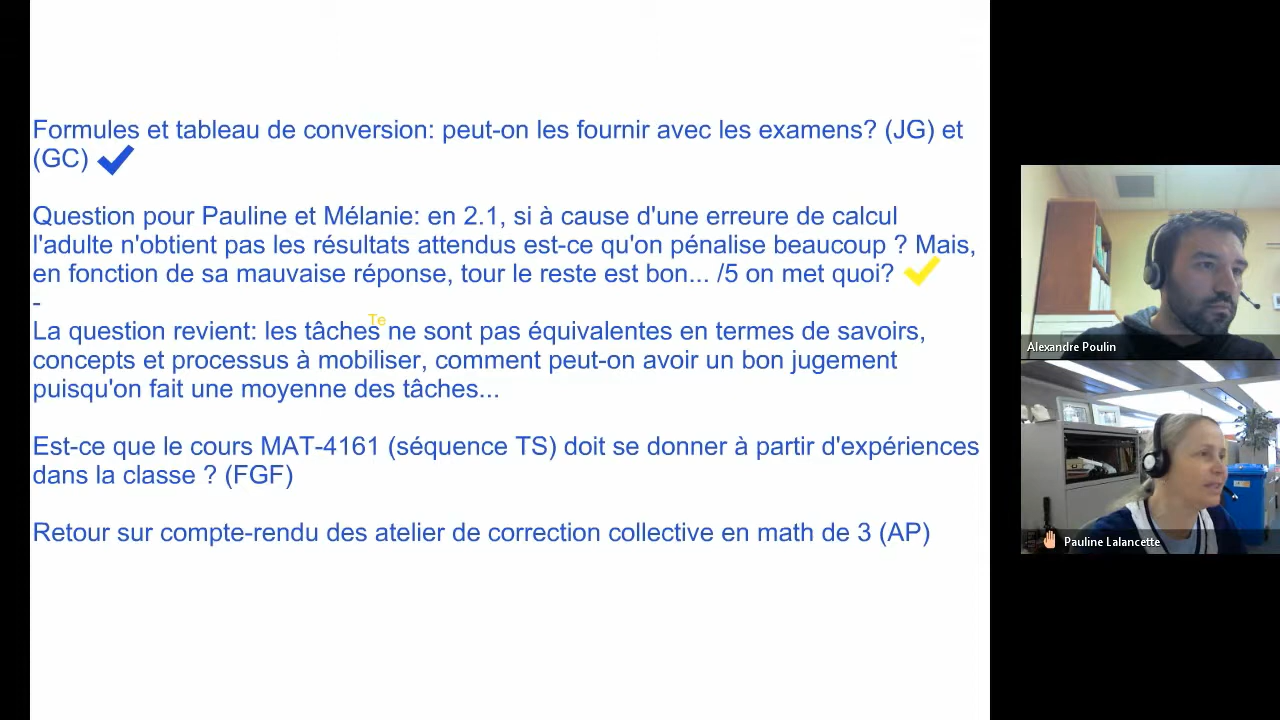 Formules et tableau de conversion: peut-on les fournir avec les examens? (JG) et
(GC)
Question pour Pauline et Mélanie: en 2.1, si à cause d'une erreure de calcul
l'adulte n'obtient pas les résultats attendus est-ce qu'on pénalise beaucoup ? Mais,
en fonction de sa mauvaise réponse, tour le reste est bon... /5 on met quoi?
-
Te
La question revient: les tâches ne sont pas équivalentes en termes de savoirs,
concepts et processus à mobiliser, comment peut-on avoir un bon jugement
puisqu'on fait une moyenne des tâches...
Est-ce que le cours MAT-4161 (séquence TS) doit se donner à partir d'expériences
dans la classe ? (FGF)
Retour sur compte-rendu des atelier de correction collective en math de 3 (AP)
Alexandre Poulin
Pauline Lalancette